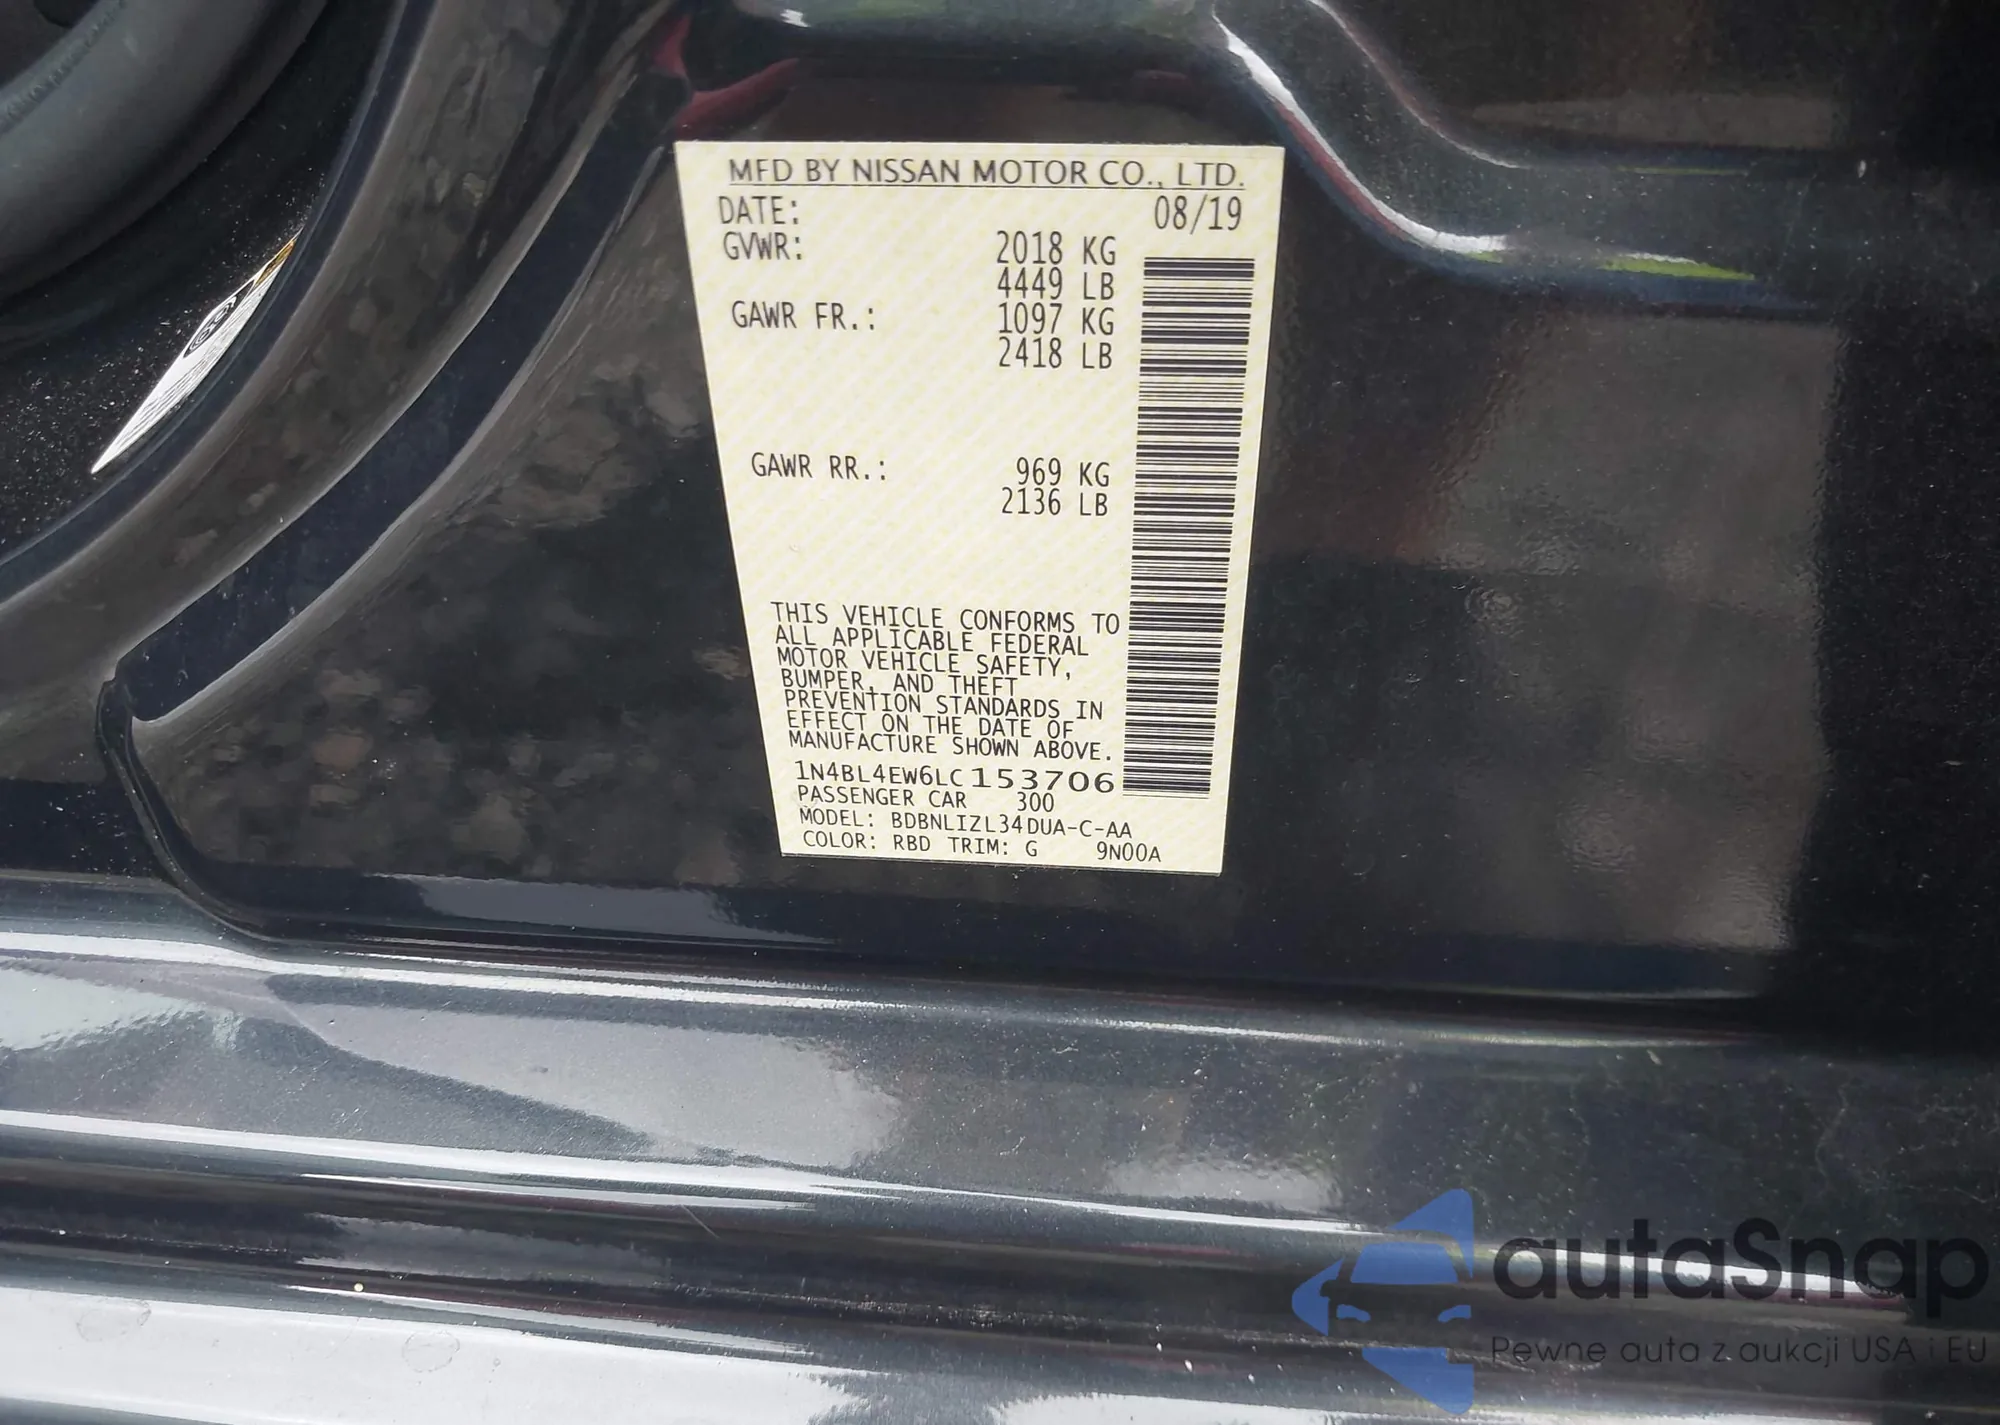 MFD BY NISSAN MOTOR CO., LTD.
DATE: 08/19
GVWR: 2018 KG
4449 LB
GAWR FR.: 1097 KG
2418 LB
GAWR RR.: 969 KG
2136 LB
THIS VEHICLE CONFORMS TO
ALL APPLICABLE FEDERAL
MOTOR VEHICLE SAFETY,
BUMPER, AND THEFT
PREVENTION STANDARDS IN
EFFECT ON THE DATE OF
MANUFACTURE SHOWN ABOVE.
1N4BL4EW6LC153706
PASSENGER CAR 300
MODEL: BDBNLIZL34DUA-C-AA
COLOR: RBD TRIM: G 9N00A
autaSnap
Pewne auta z aukcji USA i EU